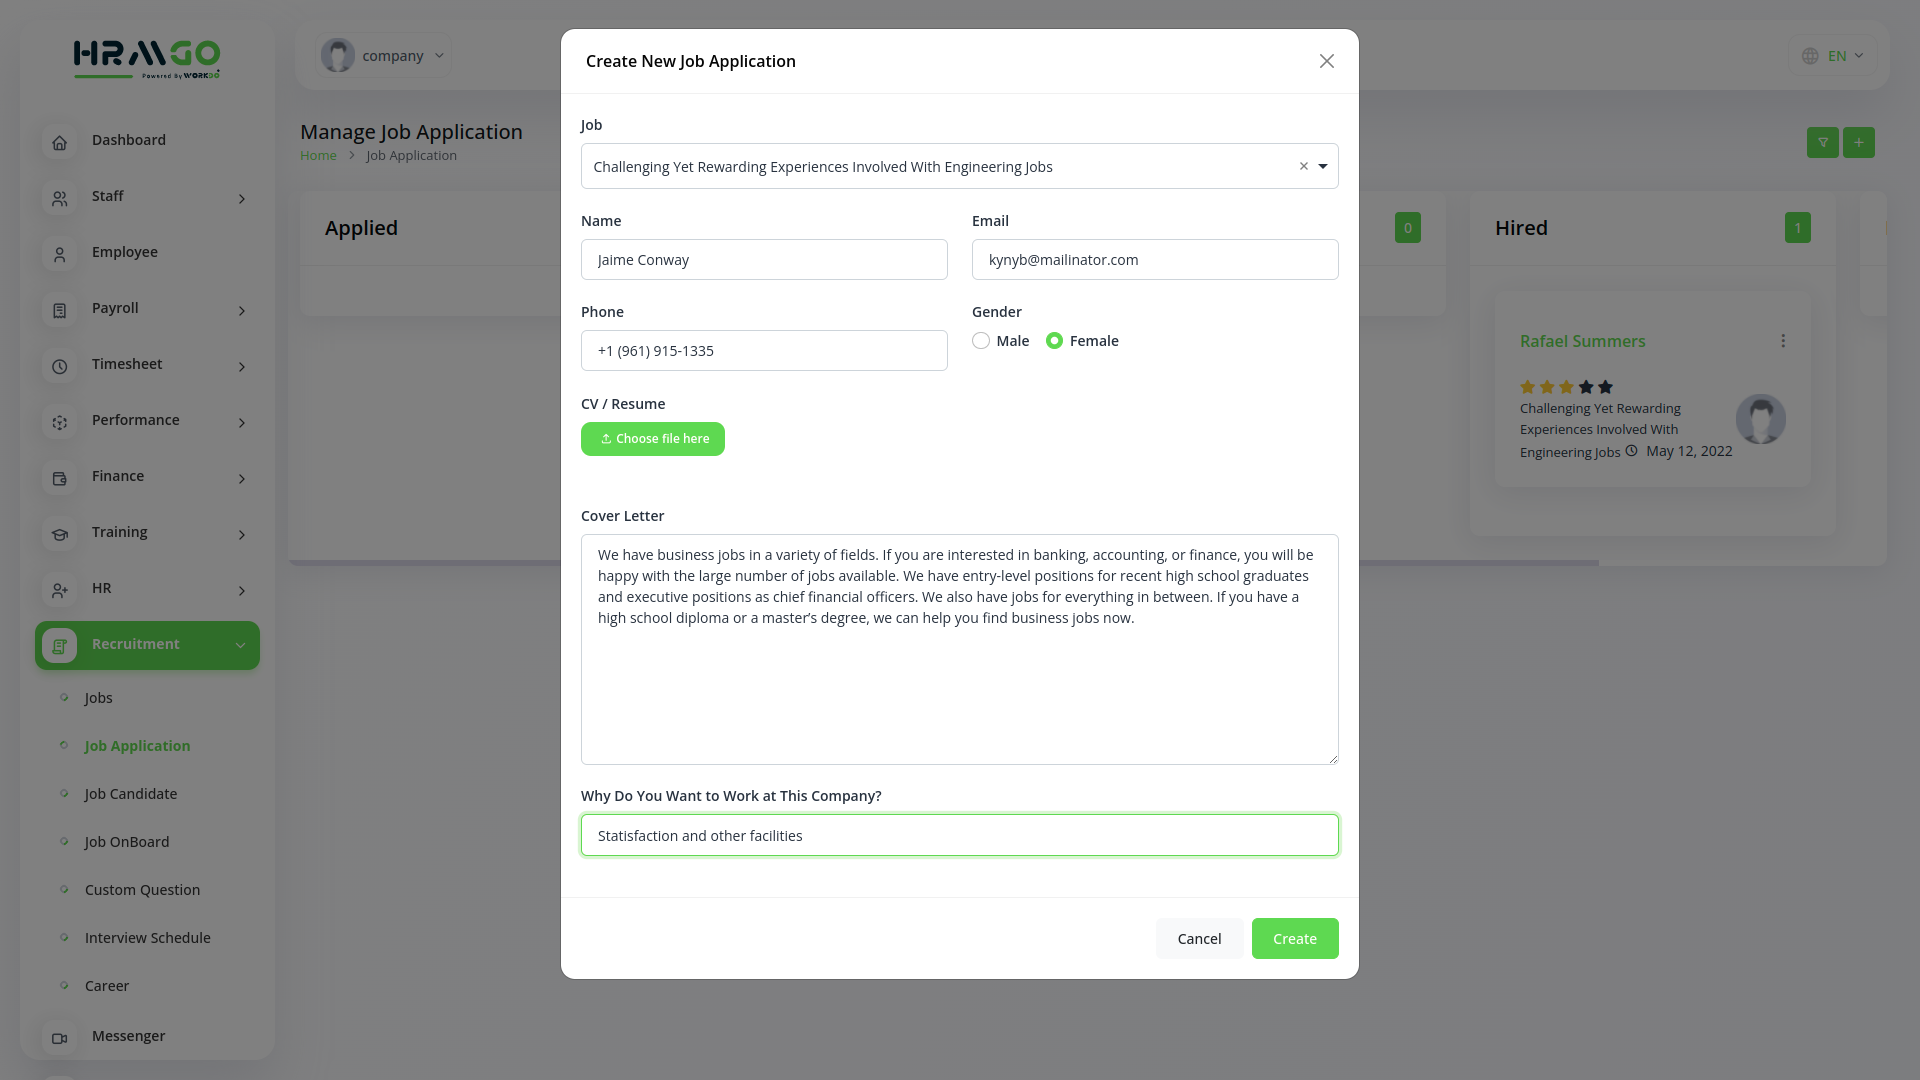 HRMGO
Powered By WORKDO
Dashboard
Staff
Employee
Payroll
Timesheet
Performance
Finance
Training
HR
Recruitment
Jobs
Job Application
Job Candidate
Job OnBoard
Custom Question
Interview Schedule
Career
Messenger
company
EN
Manage Job Application
Home > Job Application
Applied
0
Hired
1
Rafael Summers
Challenging Yet Rewarding
Experiences Involved With
Engineering Jobs May 12, 2022
Create New Job Application
Job
Challenging Yet Rewarding Experiences Involved With Engineering Jobs
Name
Email
Jaime Conway
kynyb@mailinator.com
Phone
Gender
+1 (961) 915-1335
Male
Female
CV / Resume
Choose file here
Cover Letter
We have business jobs in a variety of fields. If you are interested in banking, accounting, or finance, you will be
happy with the large number of jobs available. We have entry-level positions for recent high school graduates
and executive positions as chief financial officers. We also have jobs for everything in between. If you have a
high school diploma or a master’s degree, we can help you find business jobs now.
Why Do You Want to Work at This Company?
Statisfaction and other facilities
Cancel
Create